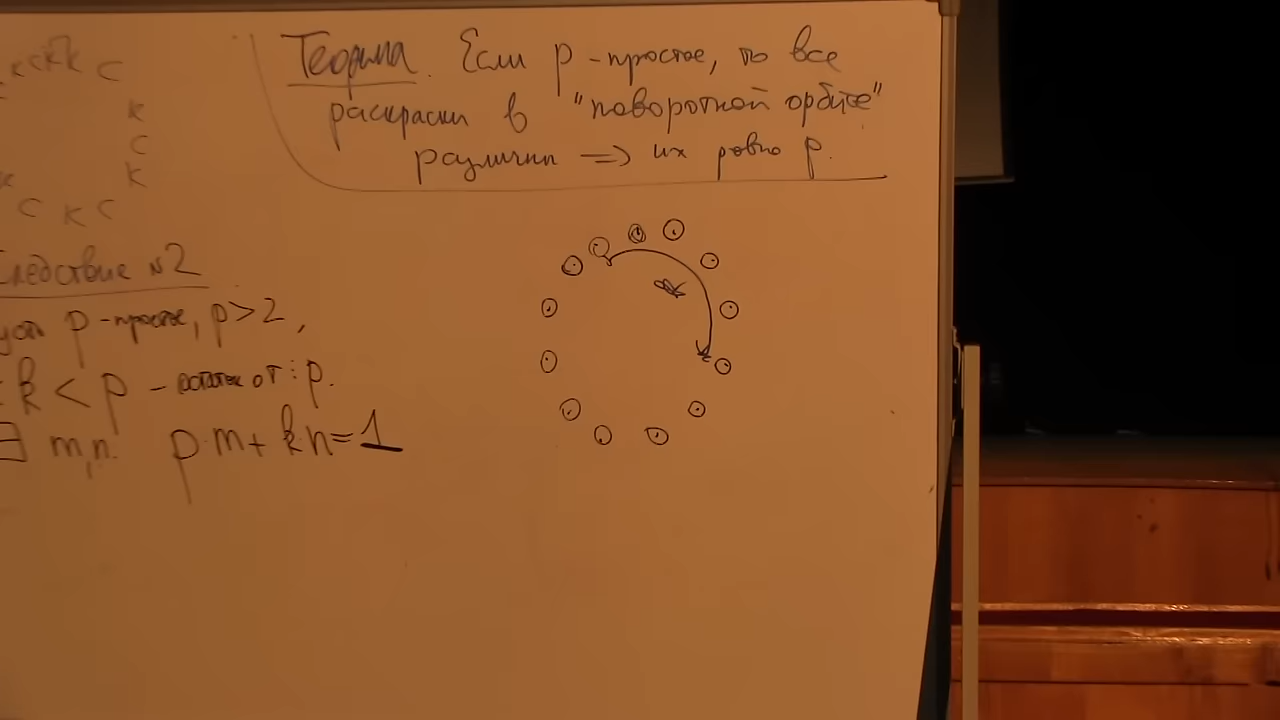 к с к к с
к
с
к
к
с к с
Теорема. Если p - простое, то все
раскраски в "поворотной орбите"
различны => их ровно p.
Следствие №2
p - простое, p > 2,
k < p - остаток от : p.
∃ m, n. p·m + k·n = 1